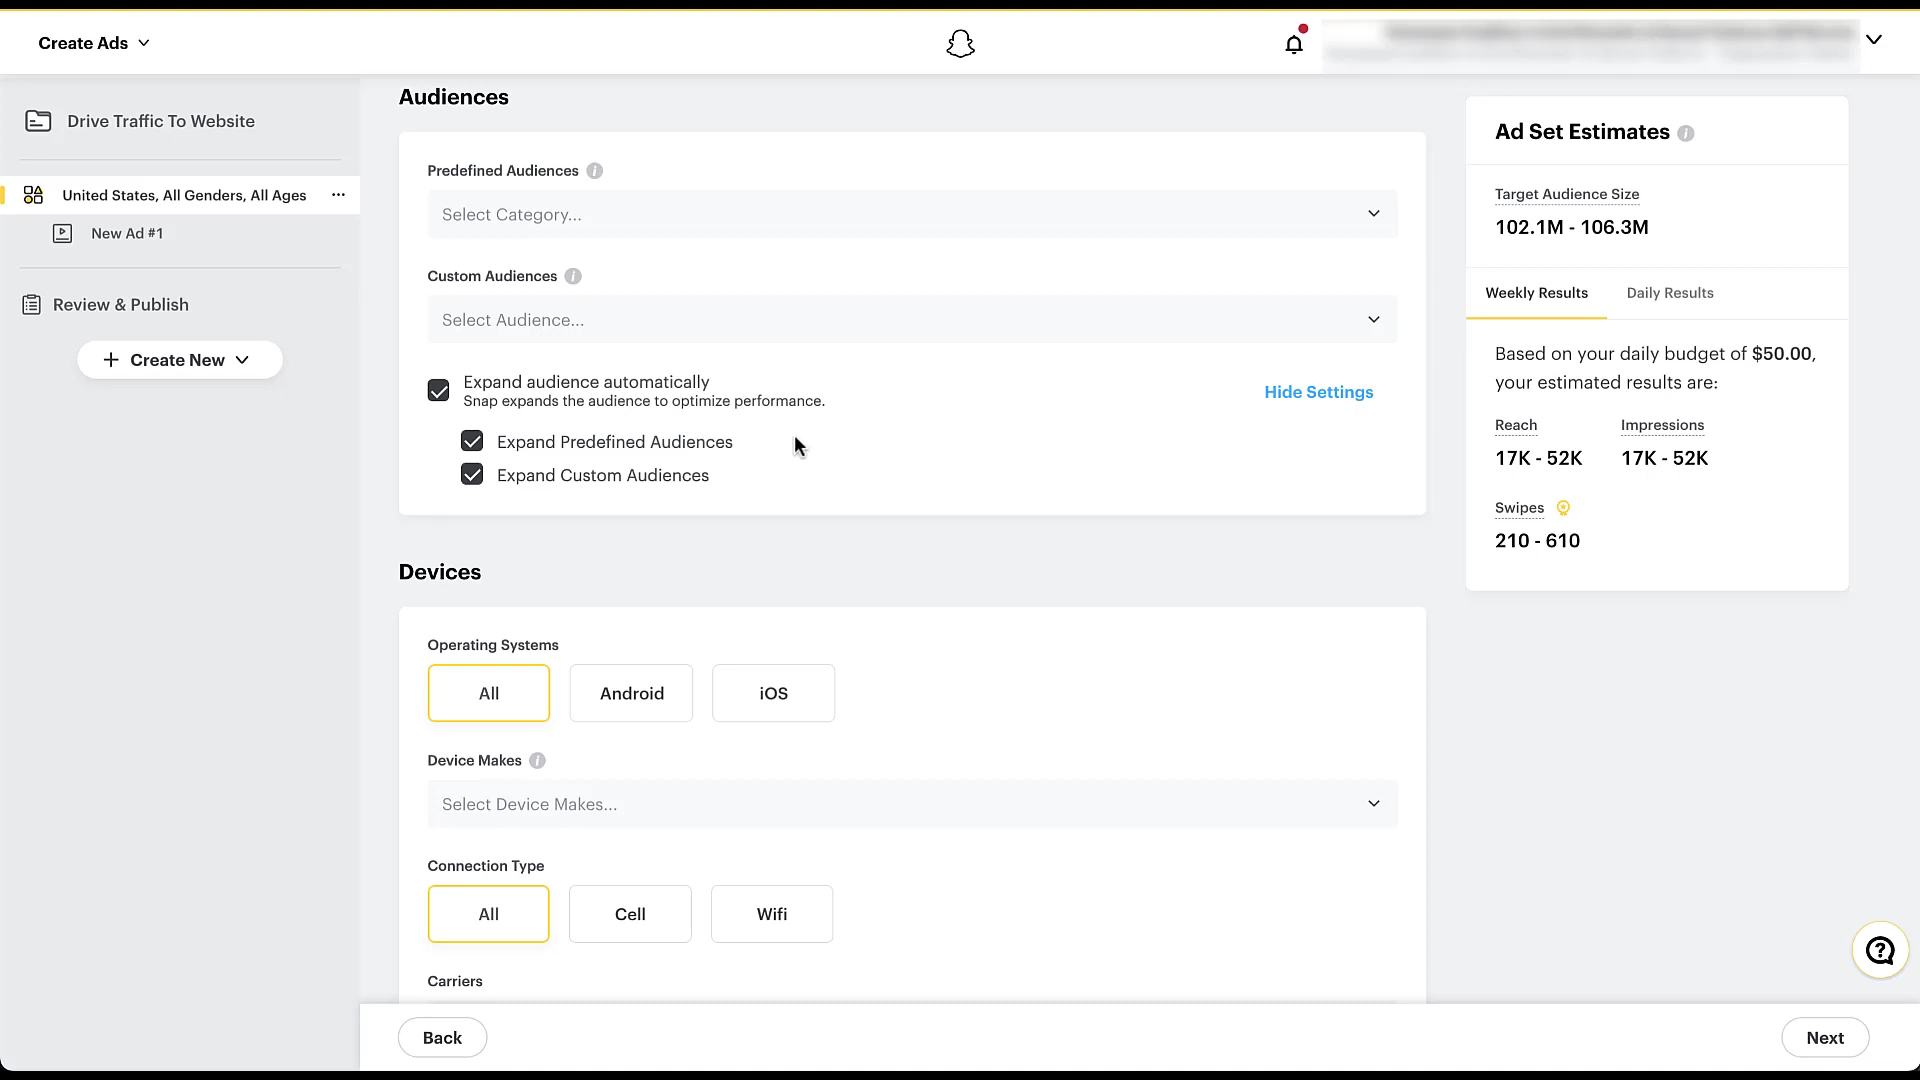 Create Ads
Drive Traffic To Website
United States, All Genders, All Ages
New Ad #1
Review & Publish
+ Create New
Audiences
Predefined Audiences
Select Category...
Custom Audiences
Select Audience...
Expand audience automatically
Snap expands the audience to optimize performance.
Hide Settings
Expand Predefined Audiences
Expand Custom Audiences
Devices
Operating Systems
All
Android
iOS
Device Makes
Select Device Makes...
Connection Type
All
Cell
Wifi
Carriers
Back
Next
Ad Set Estimates
Target Audience Size
102.1M - 106.3M
Weekly Results
Daily Results
Based on your daily budget of $50.00,
your estimated results are:
Reach
Impressions
17K - 52K
17K - 52K
Swipes
210 - 610